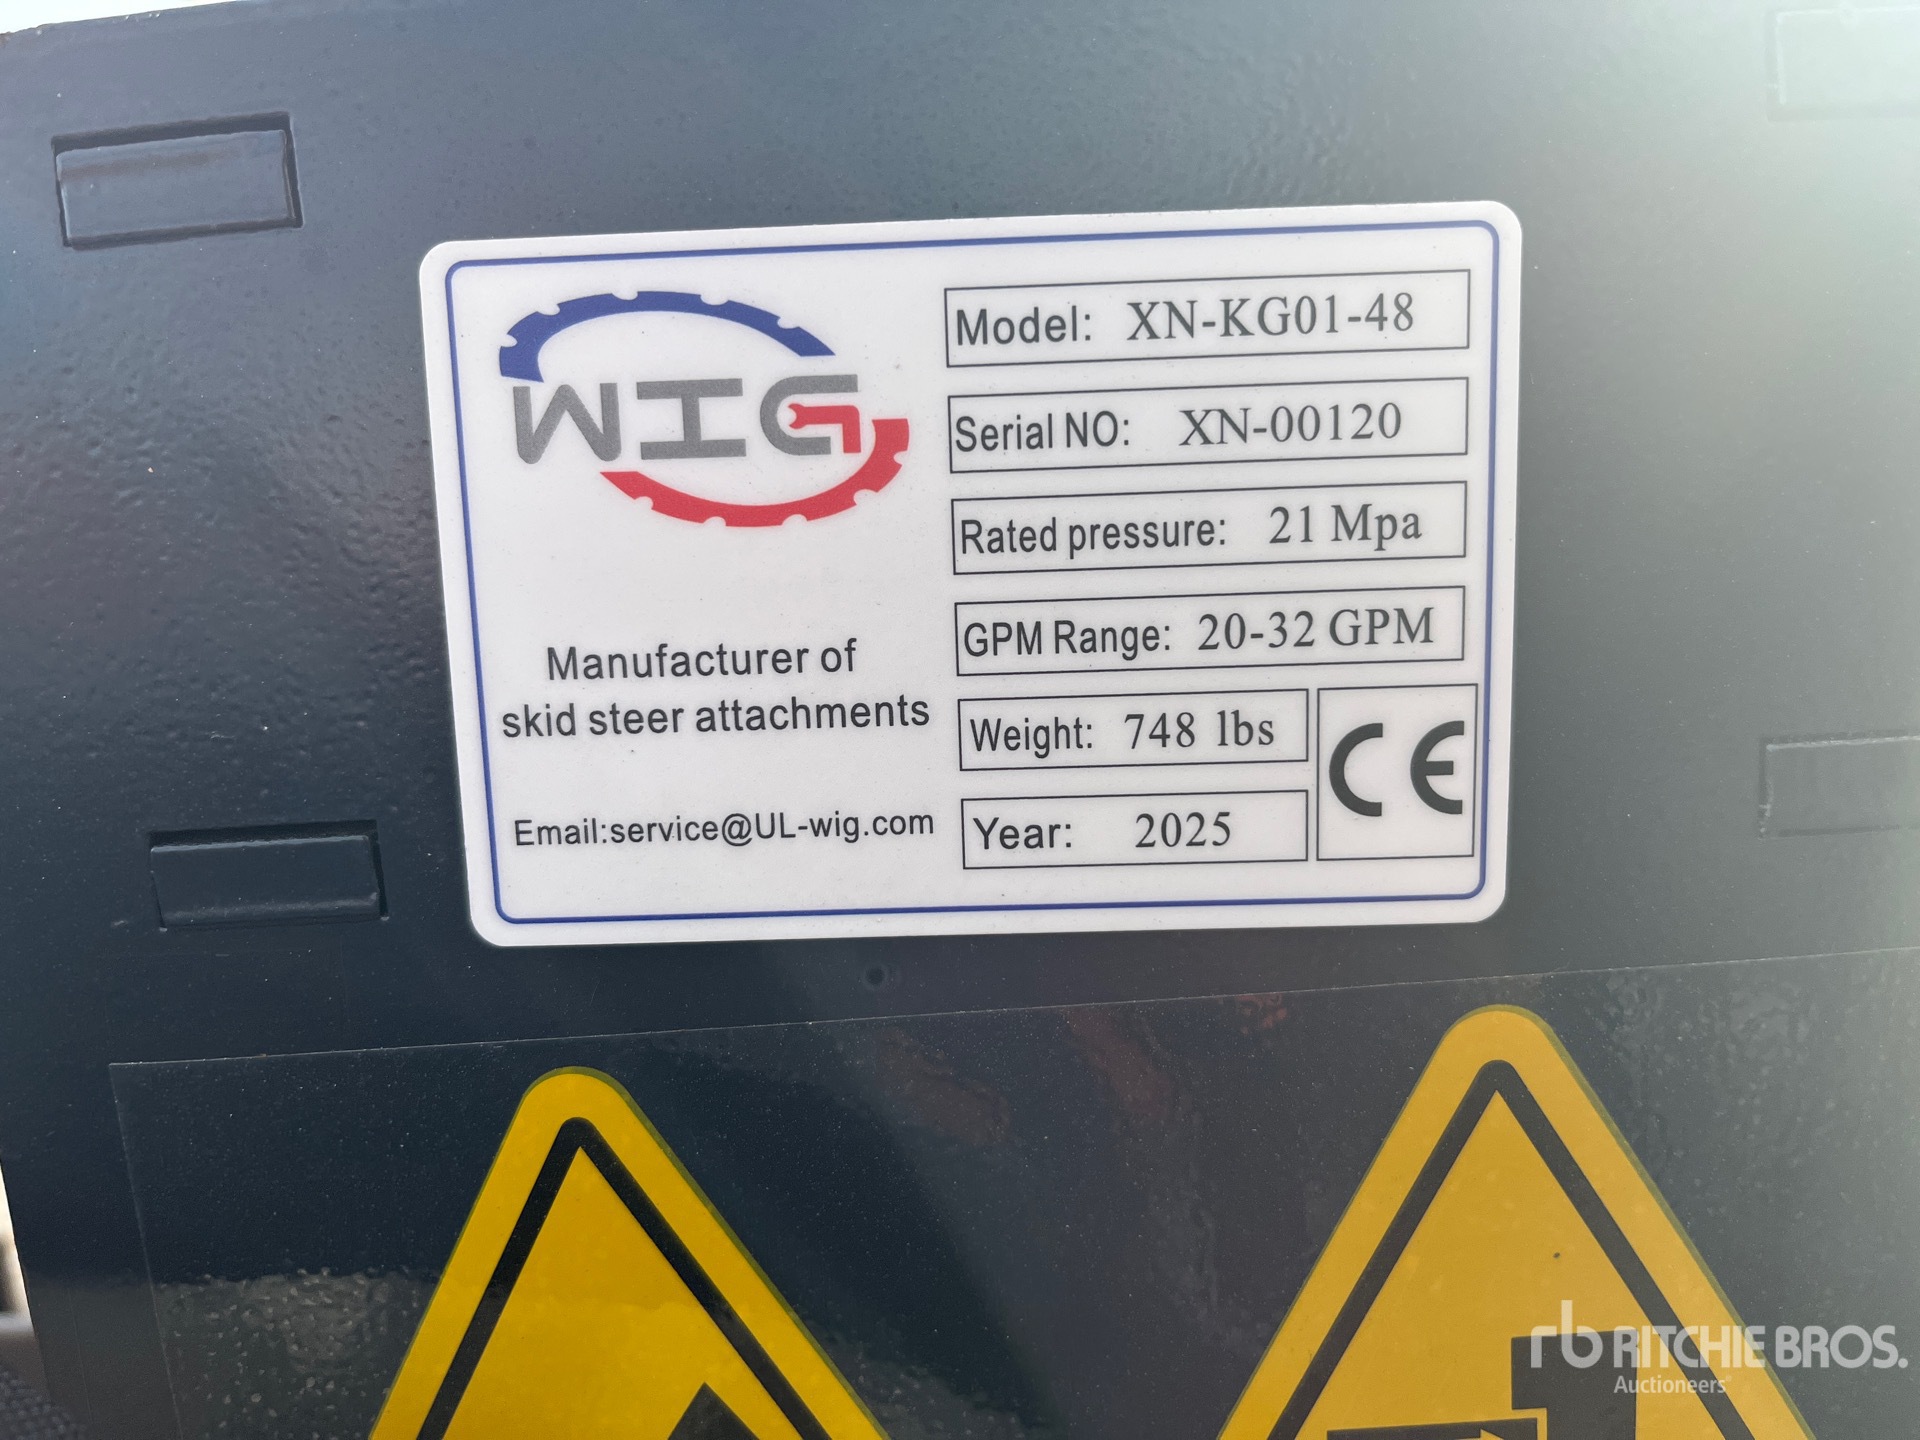 WIG
Manufacturer of
skid steer attachments
Email:service@UL-wig.com
Model: XN-KG01-48
Serial NO: XN-00120
Rated pressure: 21 Mpa
GPM Range: 20-32 GPM
Weight: 748 lbs
Year: 2025
CE
rb RITCHIE BROS.
Auctioneers